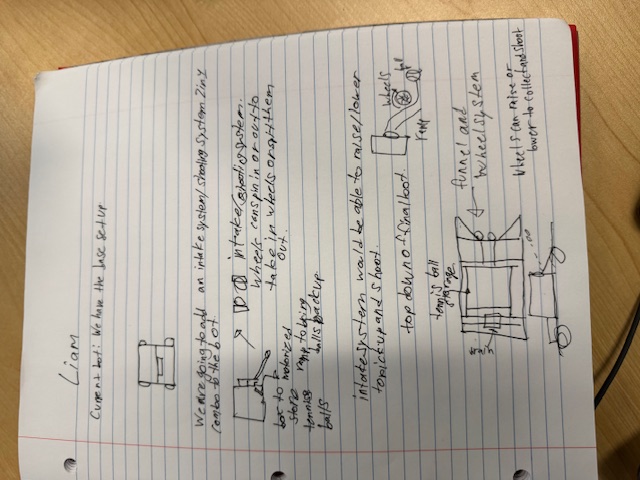 Liam
Current bot: We have the base set up
We are going to add an intake system/shooting system 2 in 1
combo to the bot.
intake/shooting system.
wheels can spin in or out to
take in wheels or spit them
out.
box to
store
tennis
balls
motorized
ramp to bring
balls back up
intake system would be able to raise/lower
to pick up and shoot.
wheels
ball
ramp
top down of final bot.
tennis ball
storage
funnel and
wheel system
wheels can raise or
lower to collect and shoot